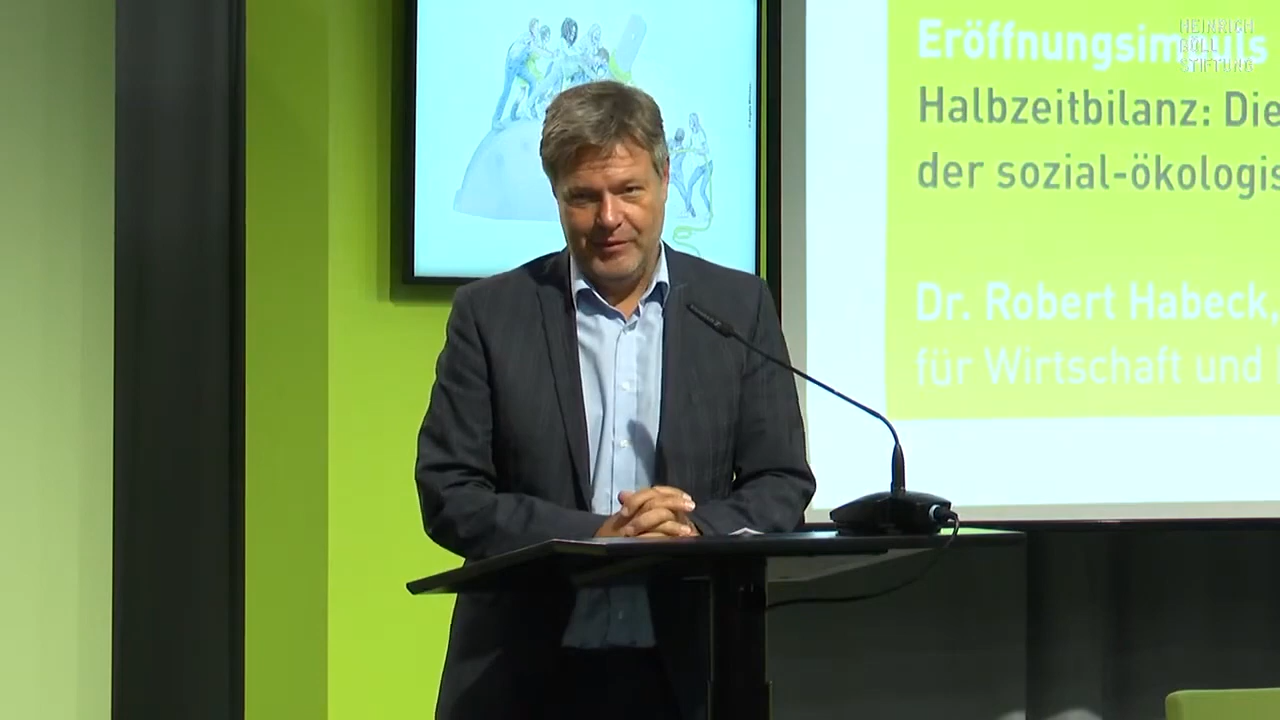 Eröffnungsimpuls
Halbzeitbilanz: Die
der sozial-ökologis
Dr. Robert Habeck,
für Wirtschaft und
HEINRICH
BÖLL
STIFTUNG